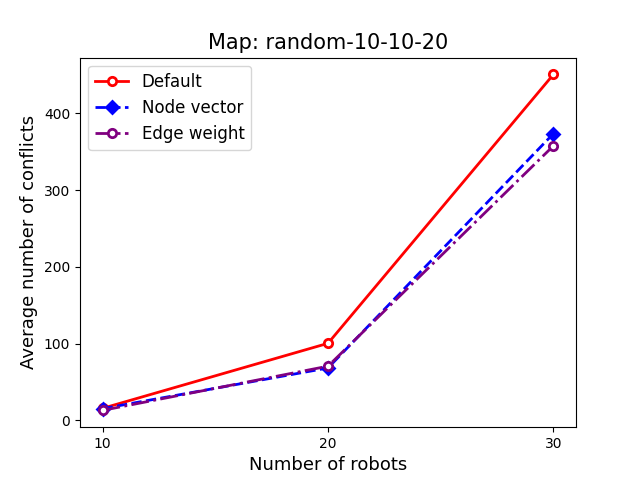 Map: random-10-10-20
Default
Node vector
Edge weight
Average number of conflicts
400
300
200
100
0
10
20
30
Number of robots